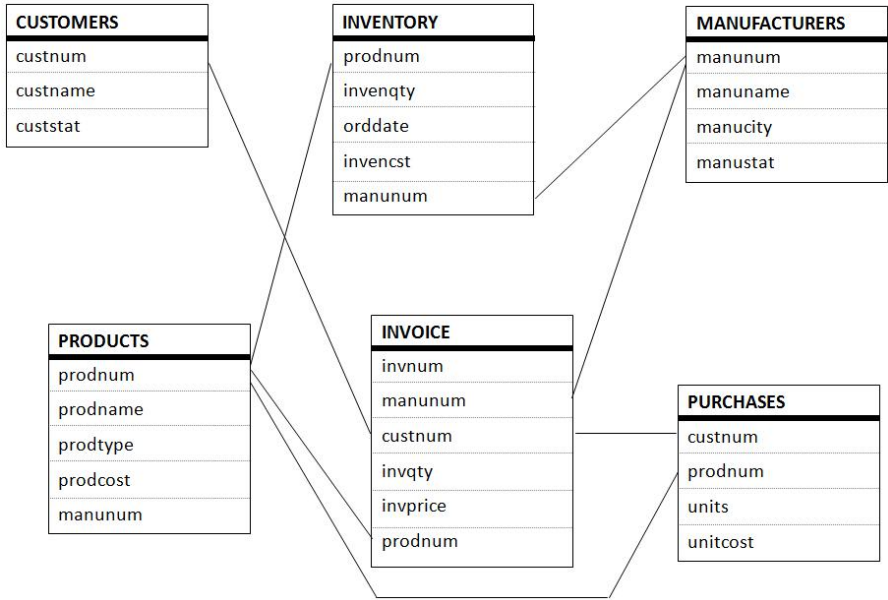 CUSTOMERS
custnum
custname
custstat
INVENTORY
prodnum
invenqty
orddate
invencst
manunum
MANUFACTURERS
manunum
manuname
manucity
manustat
PRODUCTS
prodnum
prodname
prodtype
prodcost
manunum
INVOICE
invnum
manunum
custnum
invqty
invprice
prodnum
PURCHASES
custnum
prodnum
units
unitcost